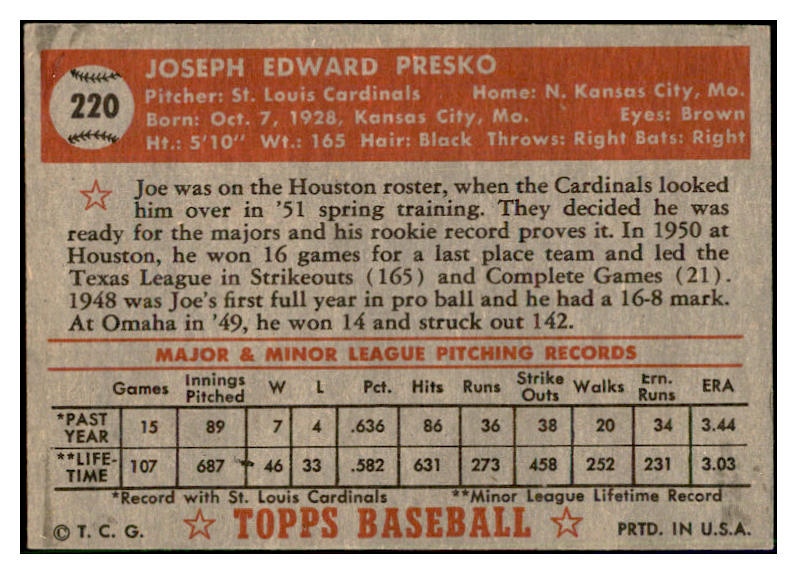 220
JOSEPH EDWARD PRESKO
Pitcher: St. Louis Cardinals Home: N. Kansas City, Mo.
Born: Oct. 7, 1928, Kansas City, Mo. Eyes: Brown
Ht.: 5'10" Wt.: 165 Hair: Black Throws: Right Bats: Right
Joe was on the Houston roster, when the Cardinals looked
him over in '51 spring training. They decided he was
ready for the majors and his rookie record proves it. In 1950 at
Houston, he won 16 games for a last place team and led the
Texas League in Strikeouts (165) and Complete Games (21).
1948 was Joe's first full year in pro ball and he had a 16-8 mark.
At Omaha in '49, he won 14 and struck out 142.
MAJOR & MINOR LEAGUE PITCHING RECORDS
Games Innings Pitched W L Pct. Hits Runs Strike Outs Walks Ern. Runs ERA
*PAST YEAR 15 89 7 4 .636 86 36 38 20 34 3.44
**LIFE-TIME 107 687 46 33 .582 631 273 458 252 231 3.03
*Record with St. Louis Cardinals **Minor League Lifetime Record
© T. C. G. TOPPS BASEBALL PRTD. IN U.S.A.